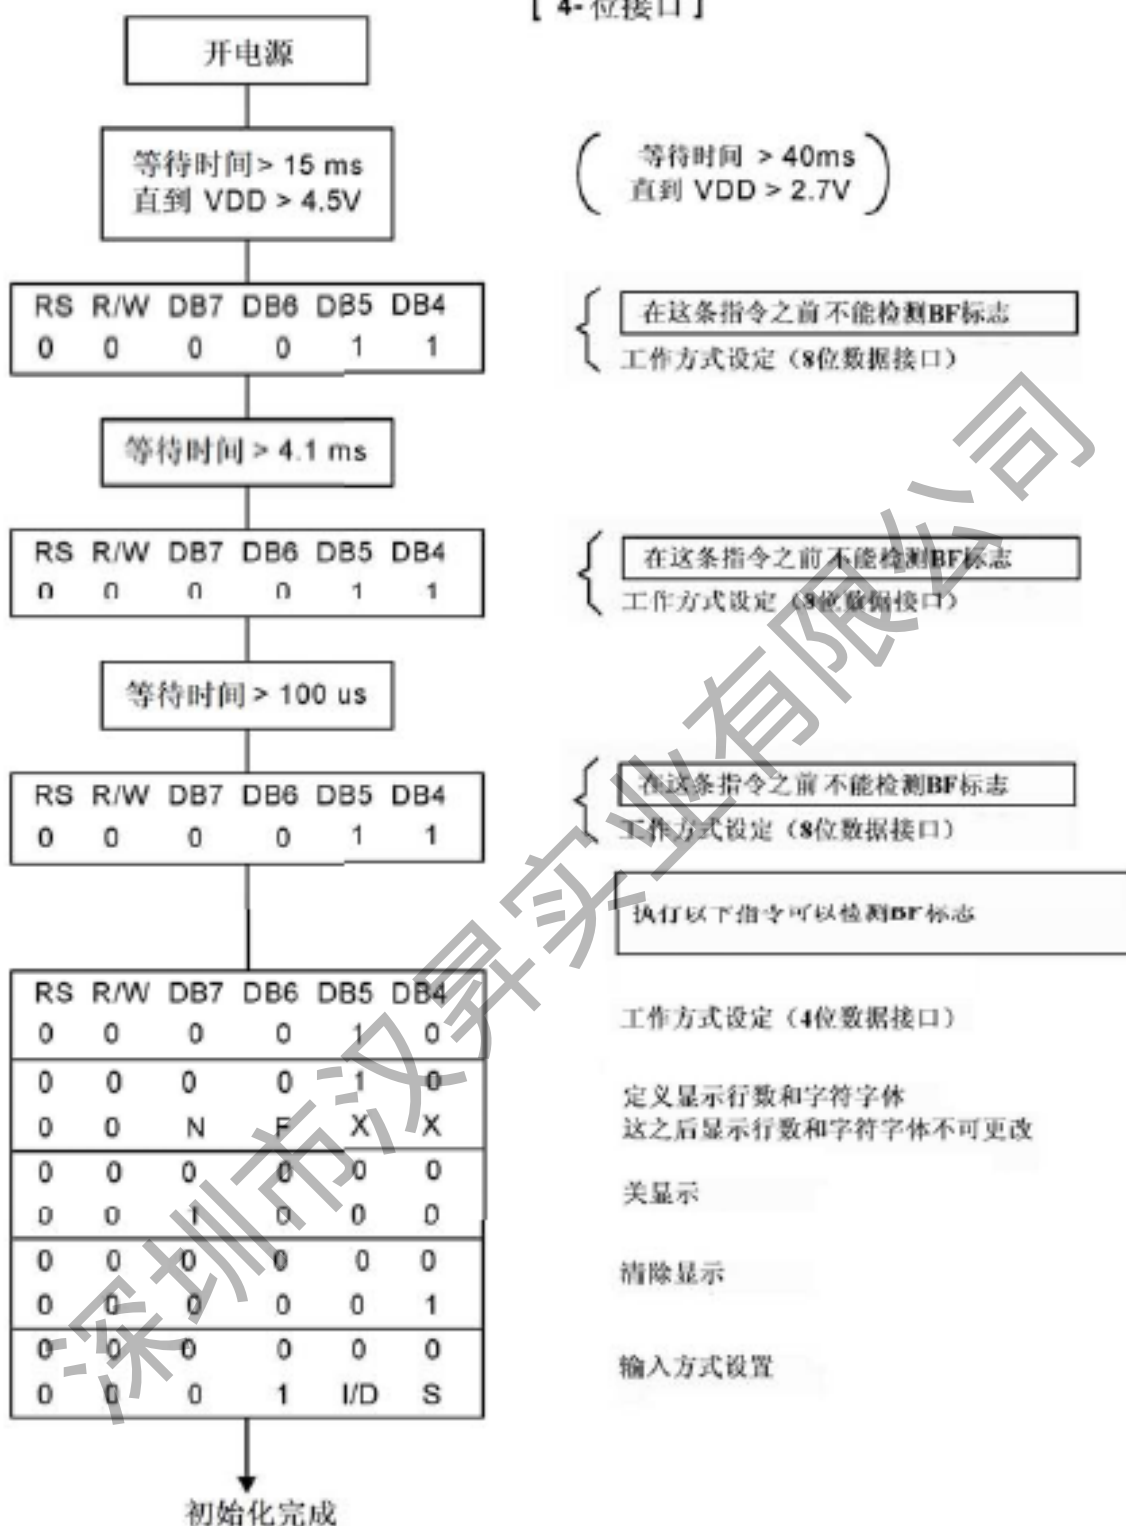 [ 4-位接口 ]
开电源
等待时间> 15 ms
直到 VDD > 4.5V
等待时间 > 40ms
直到 VDD > 2.7V
RS R/W DB7 DB6 DB5 DB4
0 0 0 0 1 1
在这条指令之前不能检测BF标志
工作方式设定（8位数据接口）
等待时间 > 4.1 ms
RS R/W DB7 DB6 DB5 DB4
0 0 0 0 1 1
在这条指令之前不能检测BF标志
工作方式设定（8位数据接口）
等待时间 > 100 us
RS R/W DB7 DB6 DB5 DB4
0 0 0 0 1 1
在这条指令之前不能检测BF标志
工作方式设定（8位数据接口）
执行以下指令可以检测BF标志
RS R/W DB7 DB6 DB5 DB4
0 0 0 0 1 0
工作方式设定（4位数据接口）
0 0 0 0 1 0
0 0 N F X X
定义显示行数和字符字体
这之后显示行数和字符字体不可更改
0 0 0 0 0 0
0 0 1 0 0 0
关显示
0 0 0 0 0 0
0 0 0 0 0 1
清除显示
0 0 0 0 0 0
0 0 0 1 I/D S
输入方式设置
初始化完成
深圳市汉昇实业有限公司